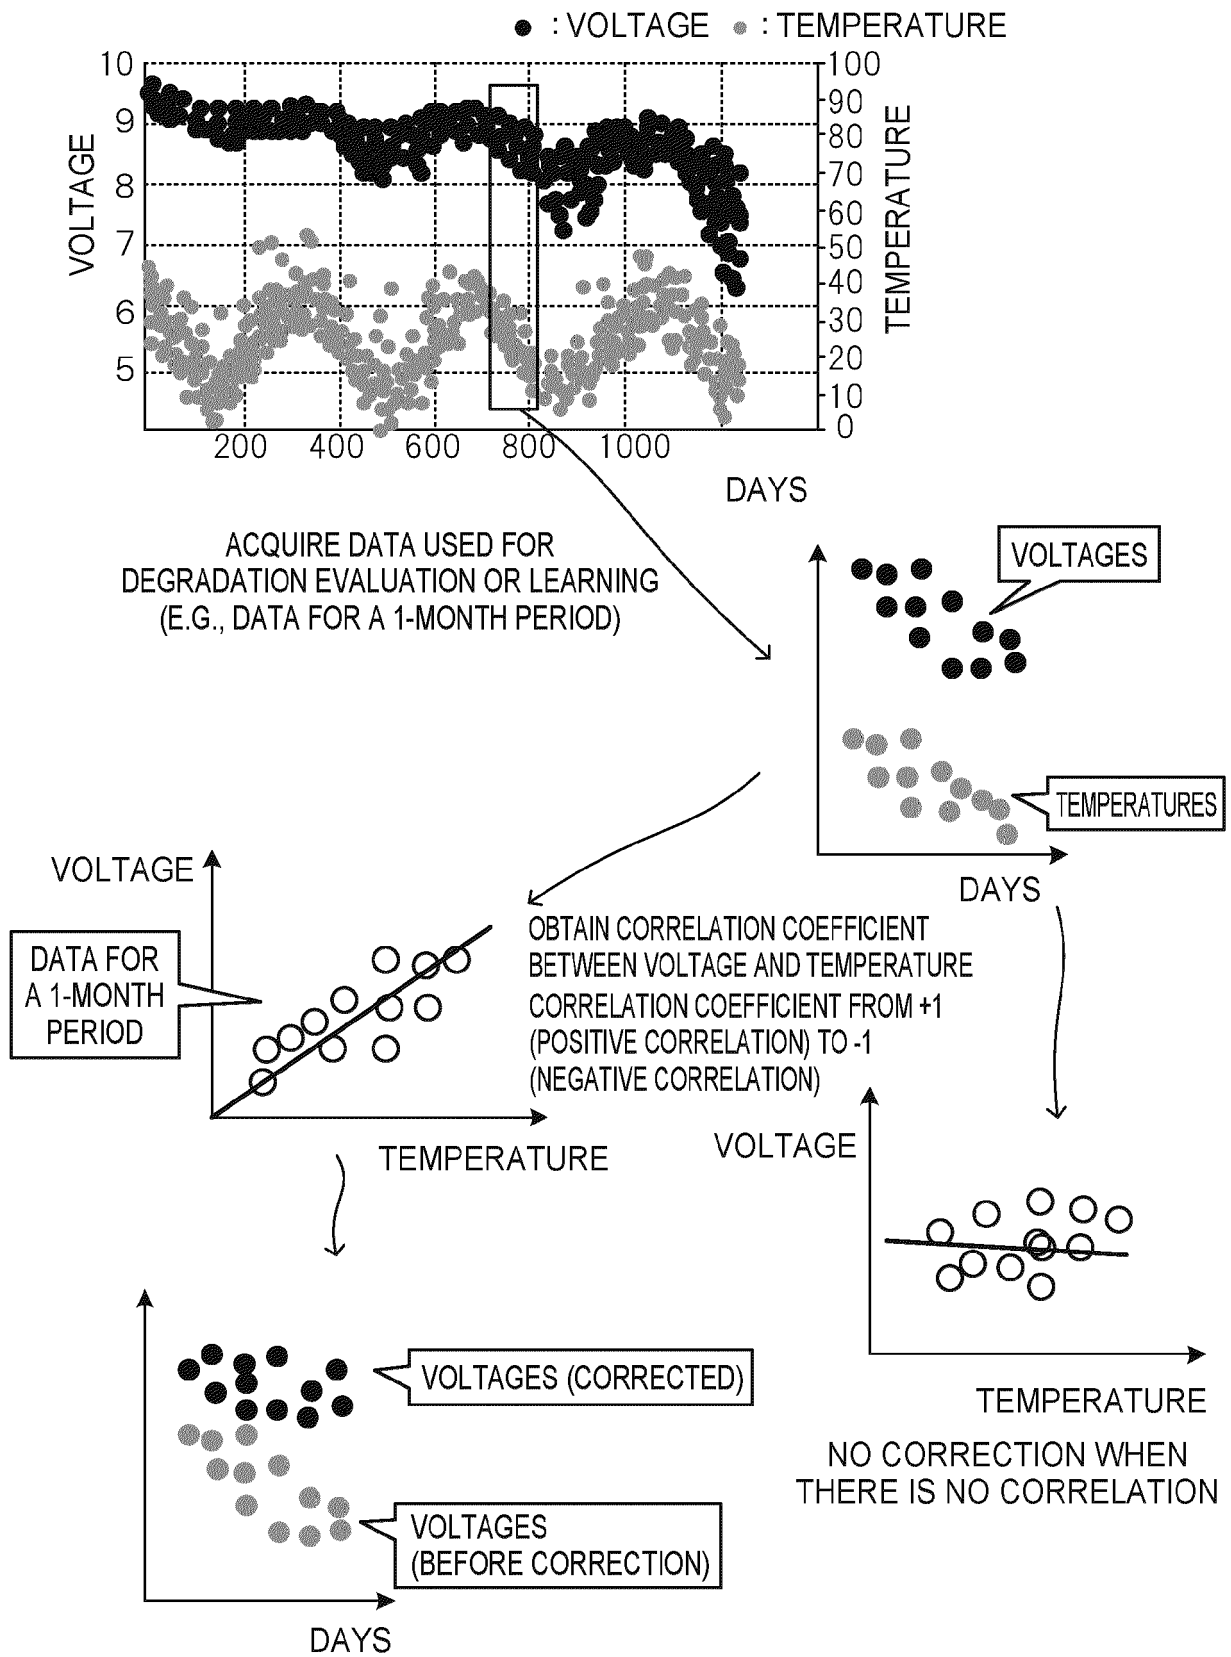 : VOLTAGE : TEMPERATURE
VOLTAGE
10
9
8
7
6
5
100
90
80
70
60
50
40
30
20
10
0
TEMPERATURE
200 400 600 800 1000
DAYS
ACQUIRE DATA USED FOR
DEGRADATION EVALUATION OR LEARNING
(E.G., DATA FOR A 1-MONTH PERIOD)
VOLTAGES
TEMPERATURES
DAYS
VOLTAGE
DATA FOR
A 1-MONTH
PERIOD
TEMPERATURE
OBTAIN CORRELATION COEFFICIENT
BETWEEN VOLTAGE AND TEMPERATURE
CORRELATION COEFFICIENT FROM +1
(POSITIVE CORRELATION) TO -1
(NEGATIVE CORRELATION)
VOLTAGE
TEMPERATURE
NO CORRECTION WHEN
THERE IS NO CORRELATION
VOLTAGES (CORRECTED)
VOLTAGES
(BEFORE CORRECTION)
DAYS